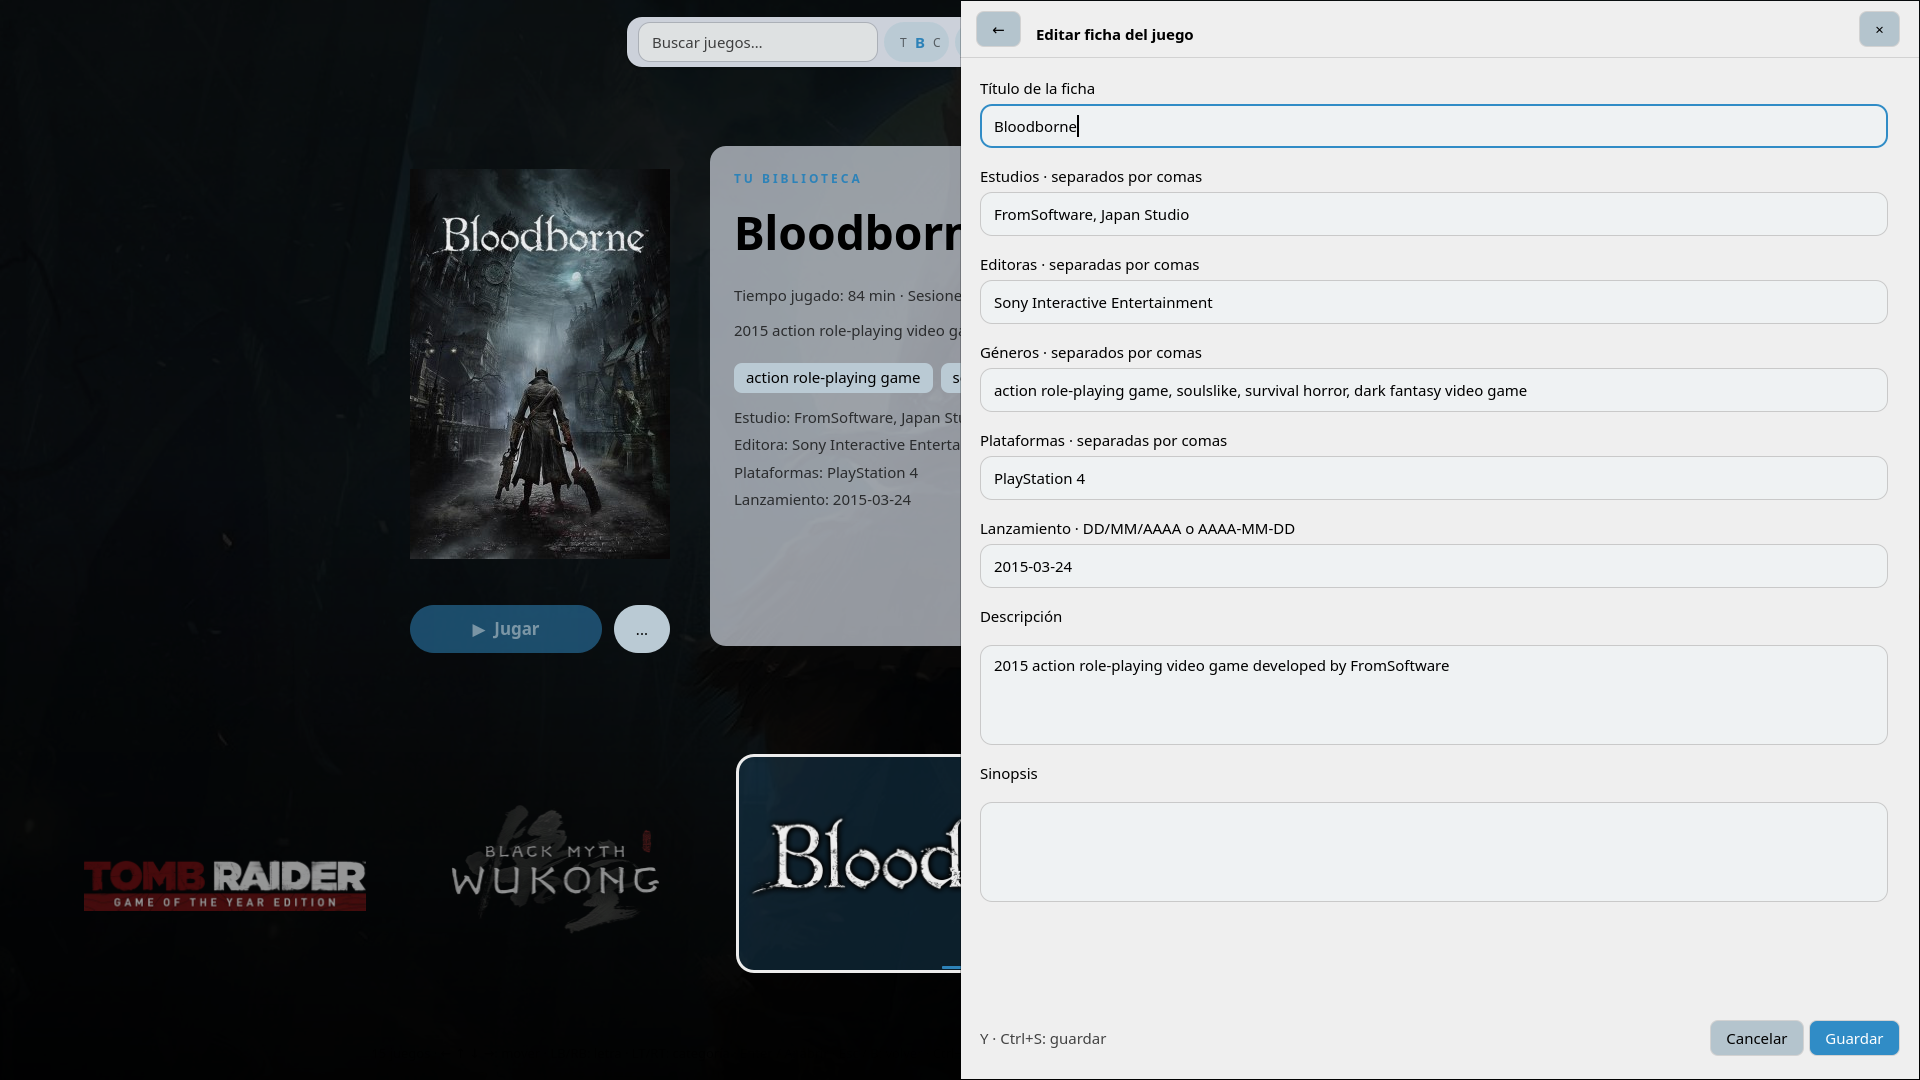 Buscar juegos...
T B C
Bloodborne
TU BIBLIOTECA
Bloodborn
Tiempo jugado: 84 min · Sesione
2015 action role-playing video ga
action role-playing game
Estudio: FromSoftware, Japan Stu
Editora: Sony Interactive Enterta
Plataformas: PlayStation 4
Lanzamiento: 2015-03-24
▶ Jugar
...
TOMB RAIDER
GAME OF THE YEAR EDITION
BLACK MYTH
WUKONG
Blood
← Editar ficha del juego ×
Título de la ficha
Bloodborne
Estudios · separados por comas
FromSoftware, Japan Studio
Editoras · separadas por comas
Sony Interactive Entertainment
Géneros · separados por comas
action role-playing game, soulslike, survival horror, dark fantasy video game
Plataformas · separadas por comas
PlayStation 4
Lanzamiento · DD/MM/AAAA o AAAA-MM-DD
2015-03-24
Descripción
2015 action role-playing video game developed by FromSoftware
Sinopsis
Y · Ctrl+S: guardar
Cancelar
Guardar